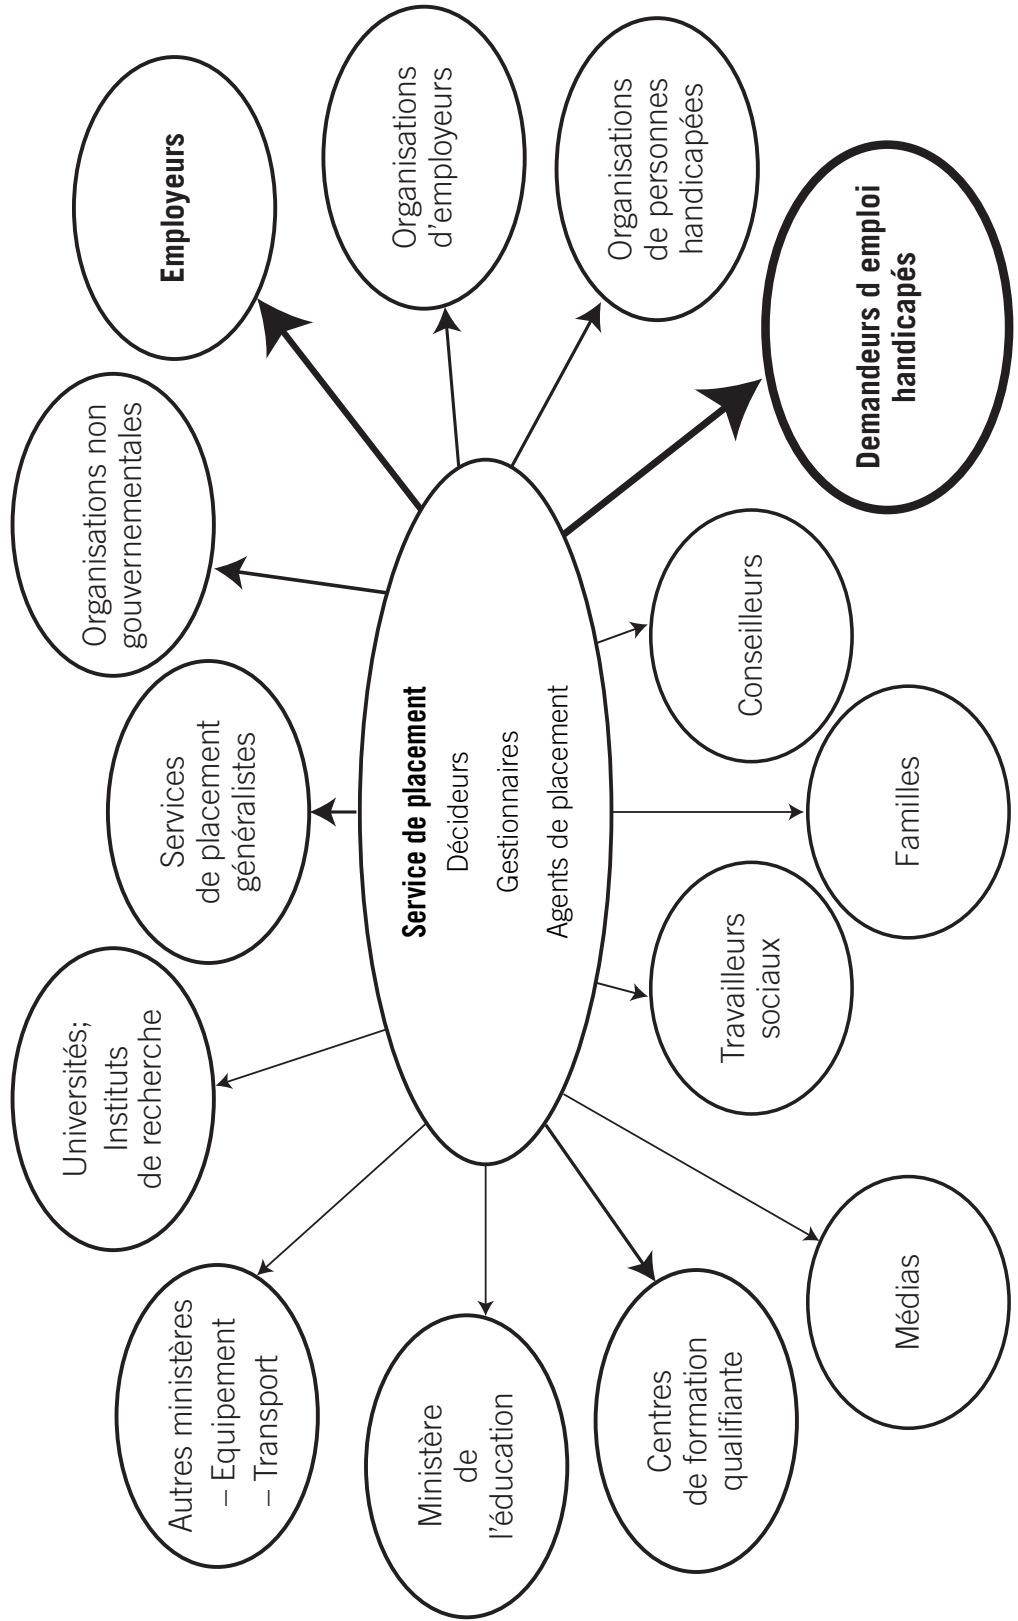 Autres ministères
– Equipement
– Transport
Universités;
Instituts
de recherche
Services
de placement
généralistes
Organisations non
gouvernementales
Employeurs
Ministère
de
l'éducation
Service de placement
Décideurs
Gestionnaires
Agents de placement
Organisations
d'employeurs
Centres
de formation
qualifiante
Organisations
de personnes
handicapées
Médias
Travailleurs
sociaux
Familles
Conseilleurs
Demandeurs d emploi
handicapés